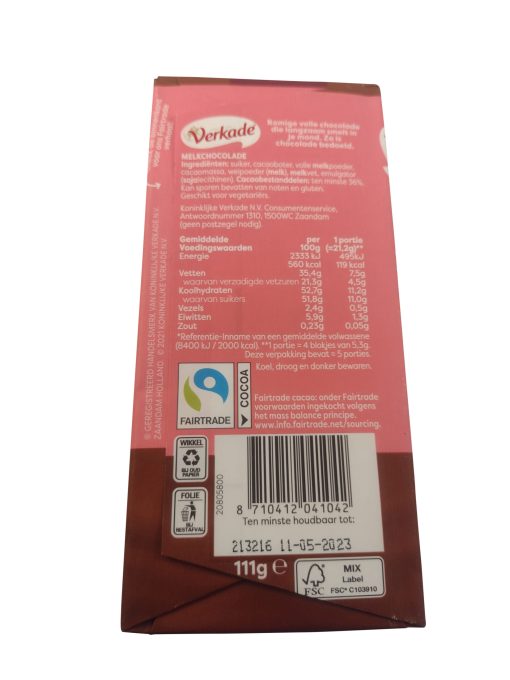 Verkade
Romige volle chocolade
die langzaam smelt in
je mond. Zo is
chocolade bedoeld.
MELKCHOCOLADE
Ingrediënten: suiker, cacaoboter, volle melkpoeder,
cacaomassa, weipoeder (melk), melkvet, emulgator
(sojalecithinen). Cacaobestanddelen: ten minste 36%.
Kan sporen bevatten van noten en gluten.
Geschikt voor vegetariërs.
Koninklijke Verkade N.V. Consumentenservice,
Antwoordnummer 1310, 1500WC Zaandam
(geen postzegel nodig).
Gemiddelde per 1 portie
Voedingswaarden 100g (=21,2g)**
Energie 2333 kJ 495kJ
560 kcal 119 kcal
Vetten 35,4g 7,5g
waarvan verzadigde vetzuren 21,3g 4,5g
Koolhydraten 52,7g 11,2g
waarvan suikers 51,8g 11,0g
Vezels 2,4g 0,5g
Eiwitten 5,9g 1,3g
Zout 0,23g 0,05g
*Referentie-Inname van een gemiddelde volwassene
(8400 kJ / 2000 kcal). **1 portie = 4 blokjes van 5,3g.
Deze verpakking bevat = 5 porties.
Koel, droog en donker bewaren.
FAIRTRADE
COCOA
Fairtrade cacao: onder Fairtrade
voorwaarden ingekocht volgens
het mass balance principe.
www.info.fairtrade.net/sourcing.
® GEREGISTREERD HANDELSMERK VAN KONINKLIJKE VERKADE N.V.
ZAANDAM HOLLAND. © 2021 KONINKLIJKE VERKADE N.V.
WIKKEL
BIJ OUD
PAPIER
FOLIE
BIJ
RESTAFVAL
20805800
8 710412 041042
Ten minste houdbaar tot:
213216 11-05-2023
111g e
FSC
MIX
Label
FSC® C103910